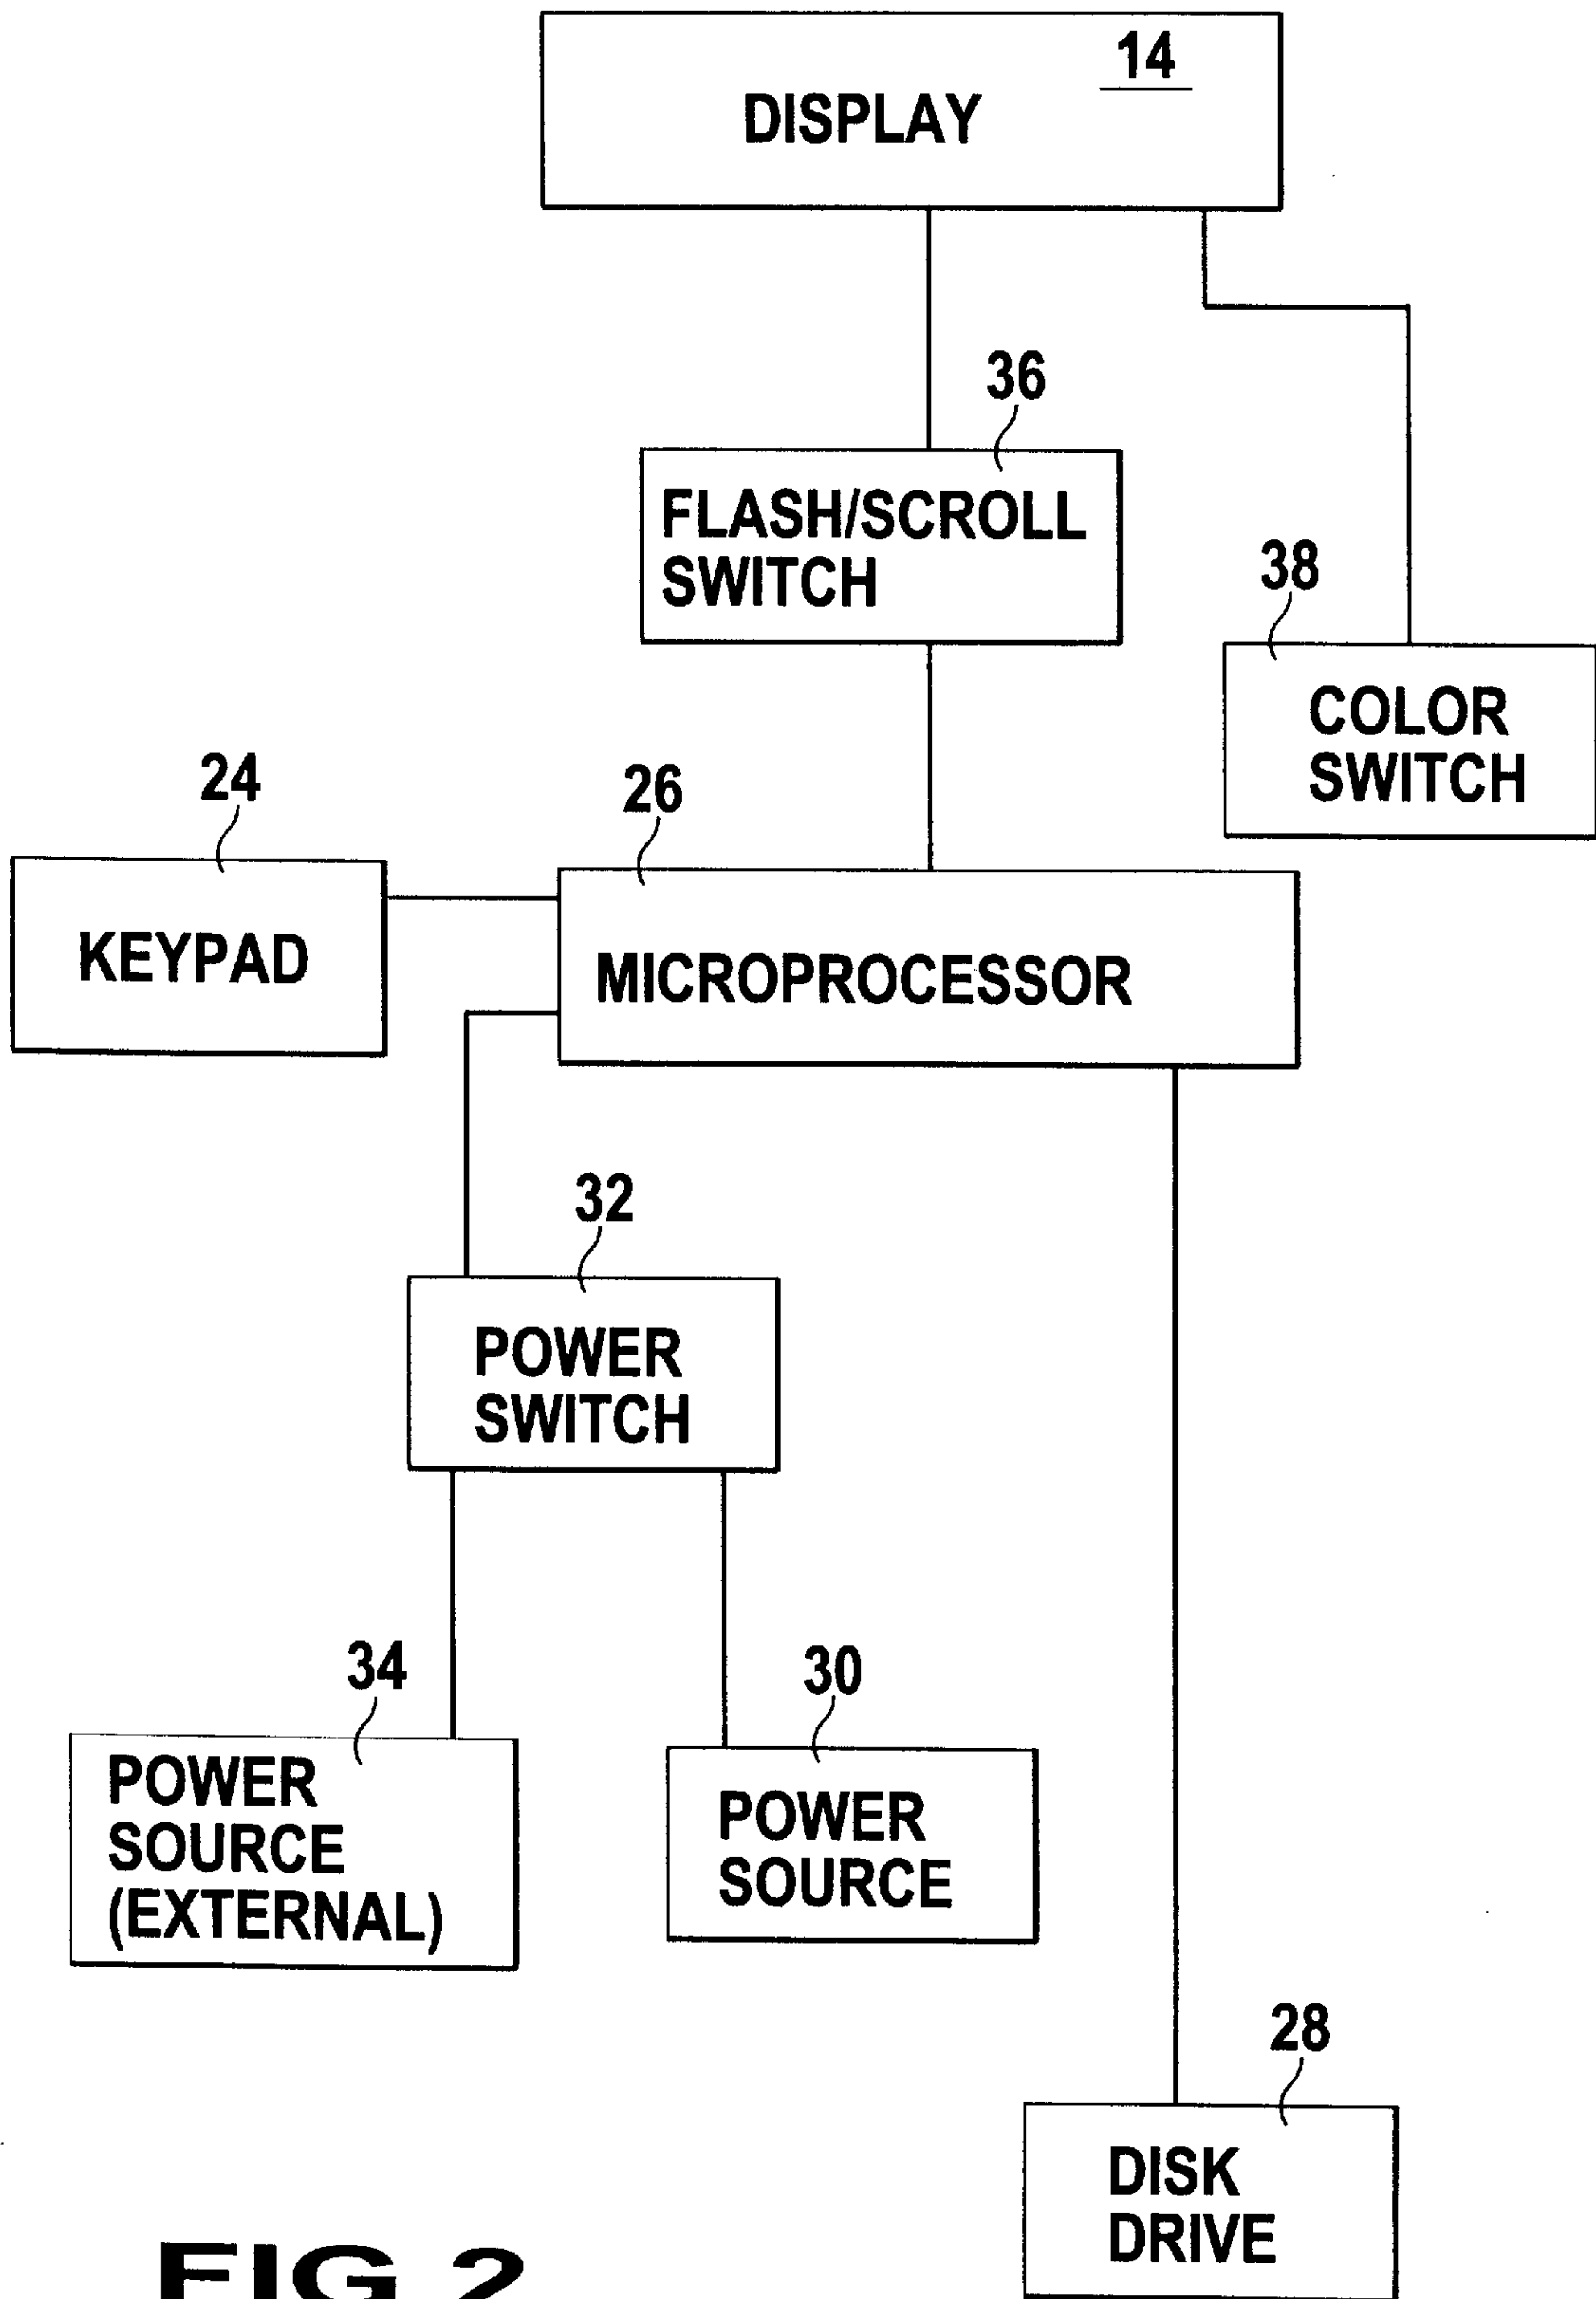 14
DISPLAY
36
FLASH/SCROLL
SWITCH
38
COLOR
SWITCH
24
KEYPAD
26
MICROPROCESSOR
32
POWER
SWITCH
34
POWER
SOURCE
(EXTERNAL)
30
POWER
SOURCE
28
DISK
DRIVE
FIG 2